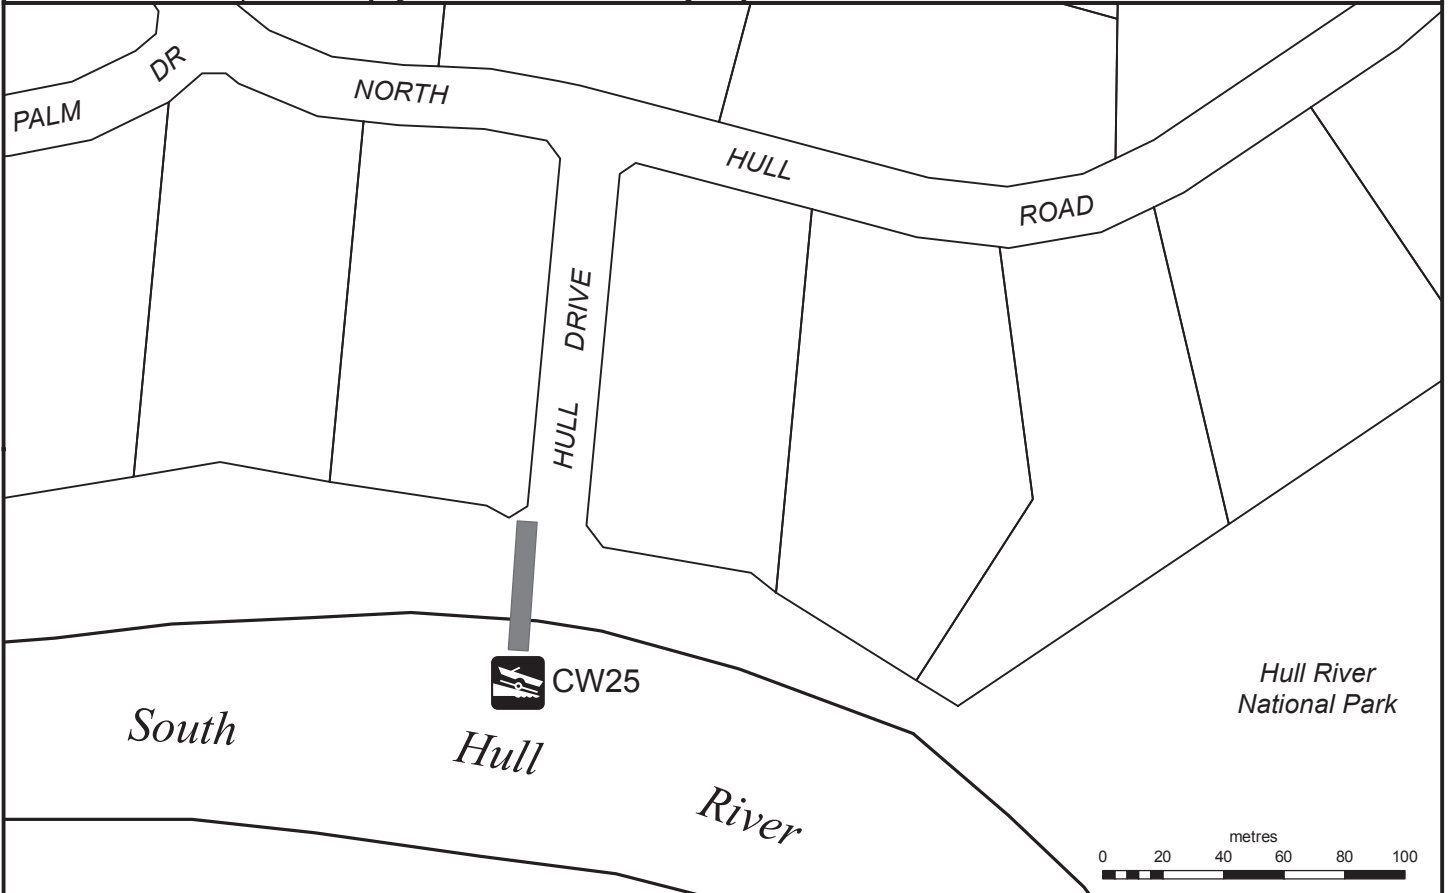 PALM
DR
NORTH
HULL
ROAD
HULL DRIVE
CW25
South Hull River
Hull River
National Park
metres
0 20 40 60 80 100